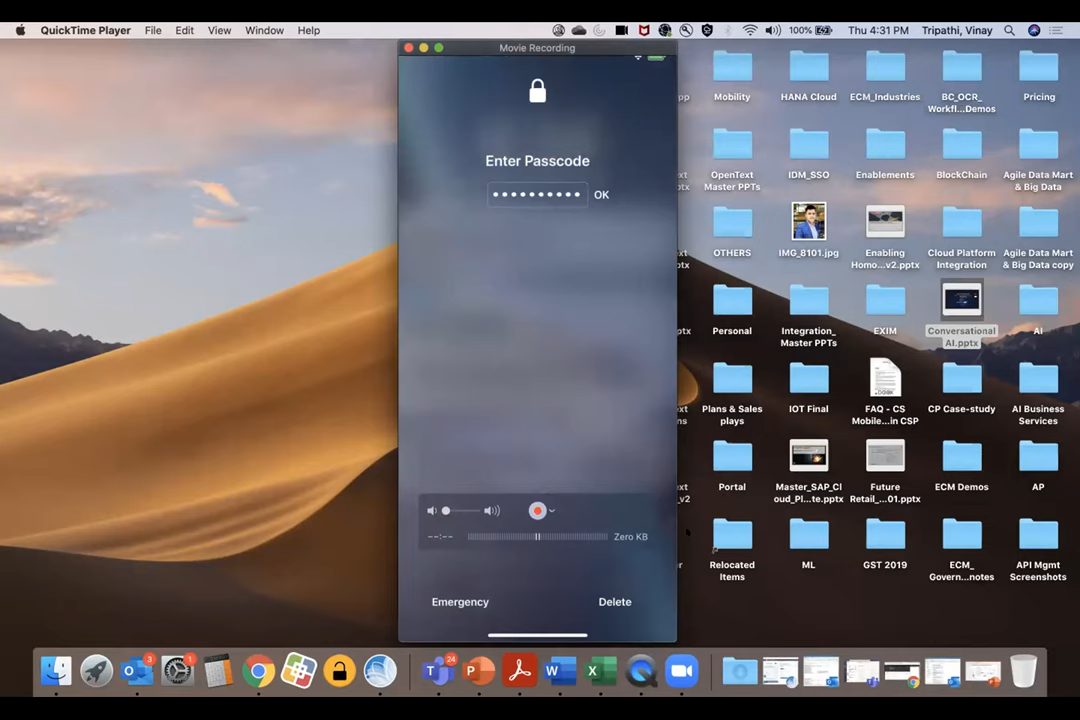 QuickTime Player File Edit View Window Help 100% Thu 4:31 PM Tripathi, Vinay
Movie Recording
Enter Passcode
OK
--:-- Zero KB
Emergency Delete
pp
Mobility
HANA Cloud
ECM_Industries
BC_OCR_
Workfl...Demos
Pricing
OpenText
Master PPTs
IDM_SSO
Enablements
BlockChain
Agile Data Mart
& Big Data
OTHERS
IMG_8101.jpg
Enabling
Homo...v2.pptx
Cloud Platform
Integration
Agile Data Mart
& Big Data copy
Personal
Integration_
Master PPTs
EXIM
Conversational
AI.pptx
AI
Plans & Sales
plays
IOT Final
FAQ - CS
Mobile...in CSP
CP Case-study
AI Business
Services
Portal
Master_SAP_Cl
oud_Pl...te.pptx
Future
Retail_...01.pptx
ECM Demos
AP
Relocated
Items
ML
GST 2019
ECM_
Govern...notes
API Mgmt
Screenshots
3
1
24